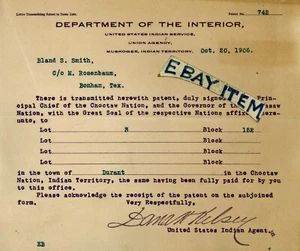 Letter Transmitting Patent to Town Lot. Patent No. 742
DEPARTMENT OF THE INTERIOR,
UNITED STATES INDIAN SERVICE,
UNION AGENCY,
MUSKOGEE, INDIAN TERRITORY, Oct. 20, 1906.
Bland S. Smith,
C/o E. Rosenbaum,
Bonham, Tex.
EBAY ITEM
There is transmitted herewith patent, duly signed
cipal Chief of the Choctaw Nation, and the Governor of
Nation, with the Great Seal of the respective Nations affix
unto, to
Lot 3 Block 152
Lot Block
Lot Block
in the town of Durant in the Choctaw
Nation, Indian Territory, the same having been fully paid for by you
to this office.
Please acknowledge the receipt of the patent on the subjoined
form. Very Respectfully,
Dana H. Kelsey
United States Indian Agent.